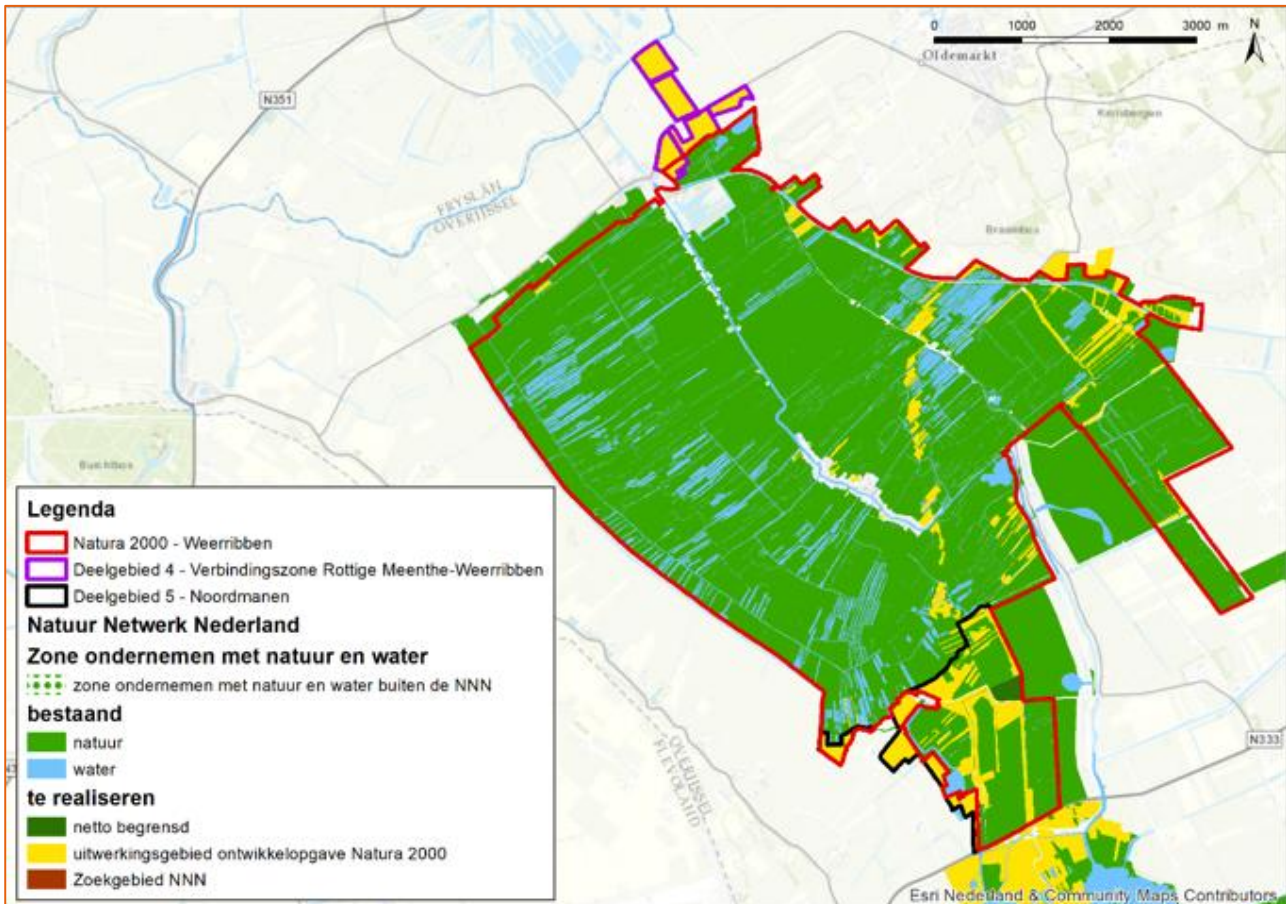 0 1000 2000 3000 m
N
Oldemarkt
N351
FRYSLÂN
OVERIJSSEL
Legenda
Natura 2000 - Weerribben
Deelgebied 4 - Verbindingszone Rottige Meenthe-Weerribben
Deelgebied 5 - Noordmanen
Natuur Netwerk Nederland
Zone ondernemen met natuur en water
zone ondernemen met natuur en water buiten de NNN
bestaand
natuur
water
te realiseren
netto begrensd
uitwerkingsgebied ontwikkelopgave Natura 2000
Zoekgebied NNN
OVERIJSSEL
FLEVOLAND
N333
Esri Nederland & Community Maps Contributors